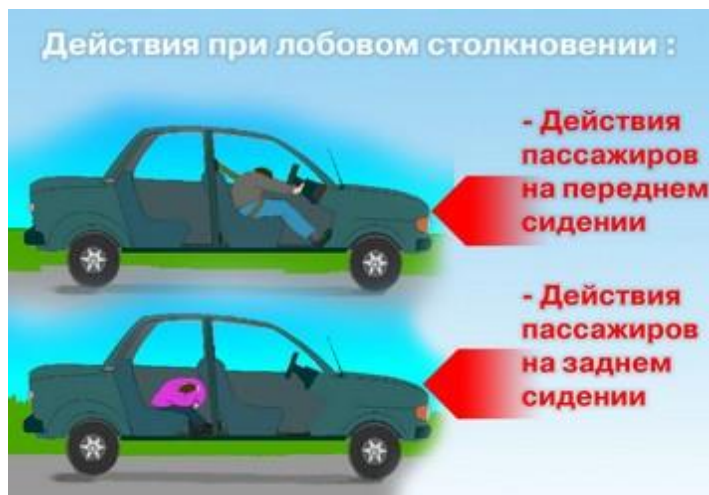 Действия при лобовом столкновении :
- Действия
пассажиров
на переднем
сидении
- Действия
пассажиров
на заднем
сидении